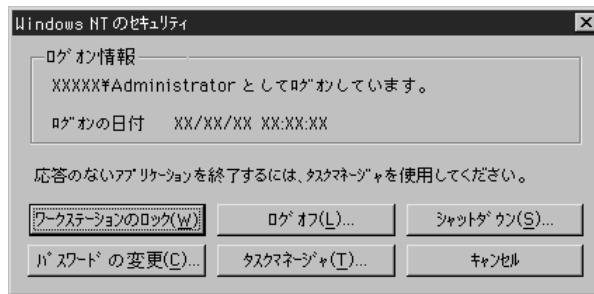 Windows NT のセキュリティ
ログオン情報
XXXXX¥Administrator としてログオンしています。
ログオンの日付 XX/XX/XX XX:XX:XX
応答のないアプリケーションを終了するには、タスクマネージャを使用してください。
ワークステーションのロック(W) ログオフ(L)... シャットダウン(S)...
パスワードの変更(C)... タスクマネージャ(T)... キャンセル